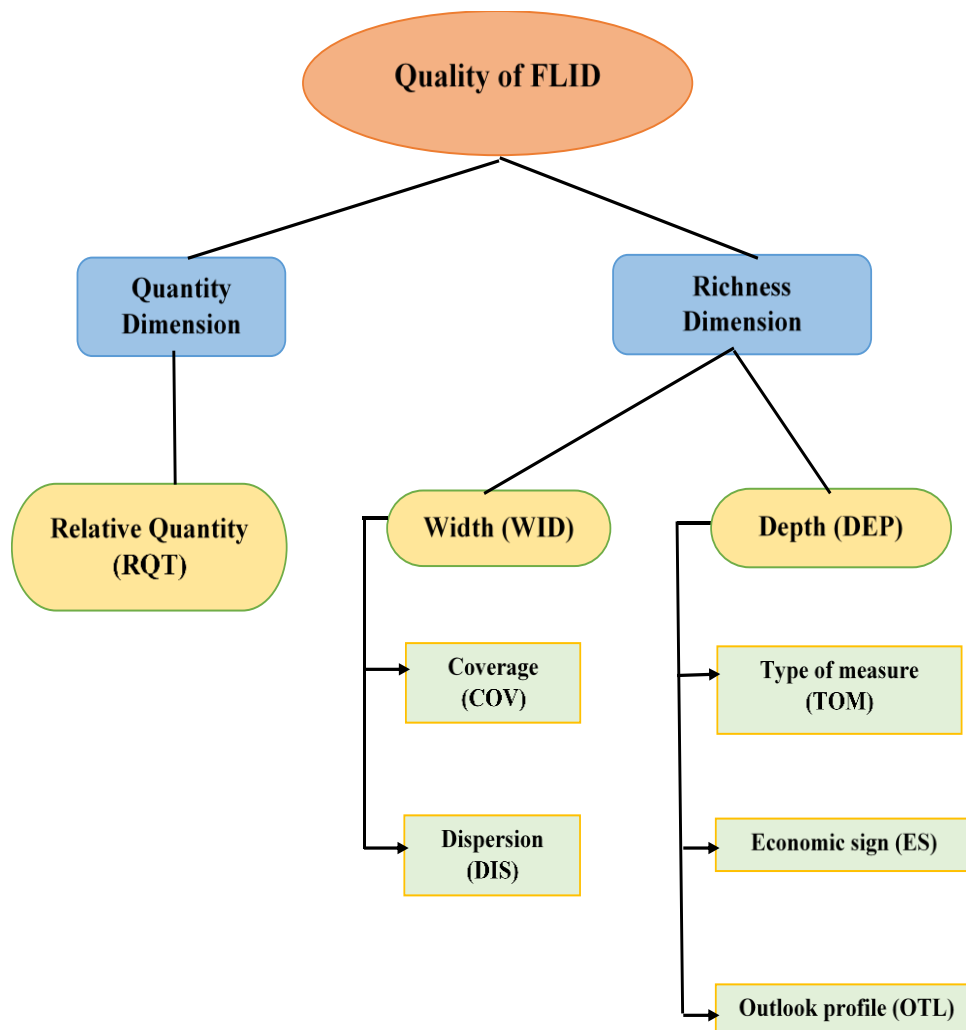 Quality of FLID
Quantity
Dimension
Richness
Dimension
Relative Quantity
(RQT)
Width (WID)
Depth (DEP)
Coverage
(COV)
Type of measure
(TOM)
Dispersion
(DIS)
Economic sign (ES)
Outlook profile (OTL)